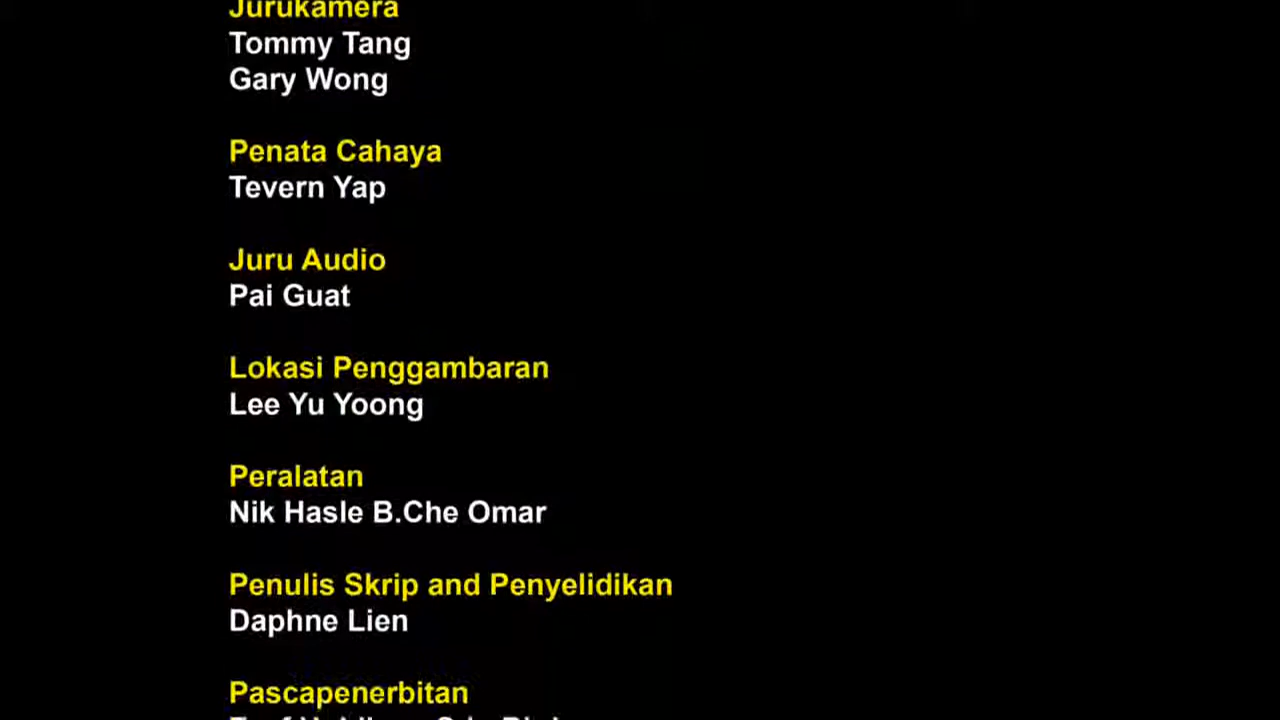 Jurukamera
Tommy Tang
Gary Wong
Penata Cahaya
Tevern Yap
Juru Audio
Pai Guat
Lokasi Penggambaran
Lee Yu Yoong
Peralatan
Nik Hasle B.Che Omar
Penulis Skrip and Penyelidikan
Daphne Lien
Pascapenerbitan